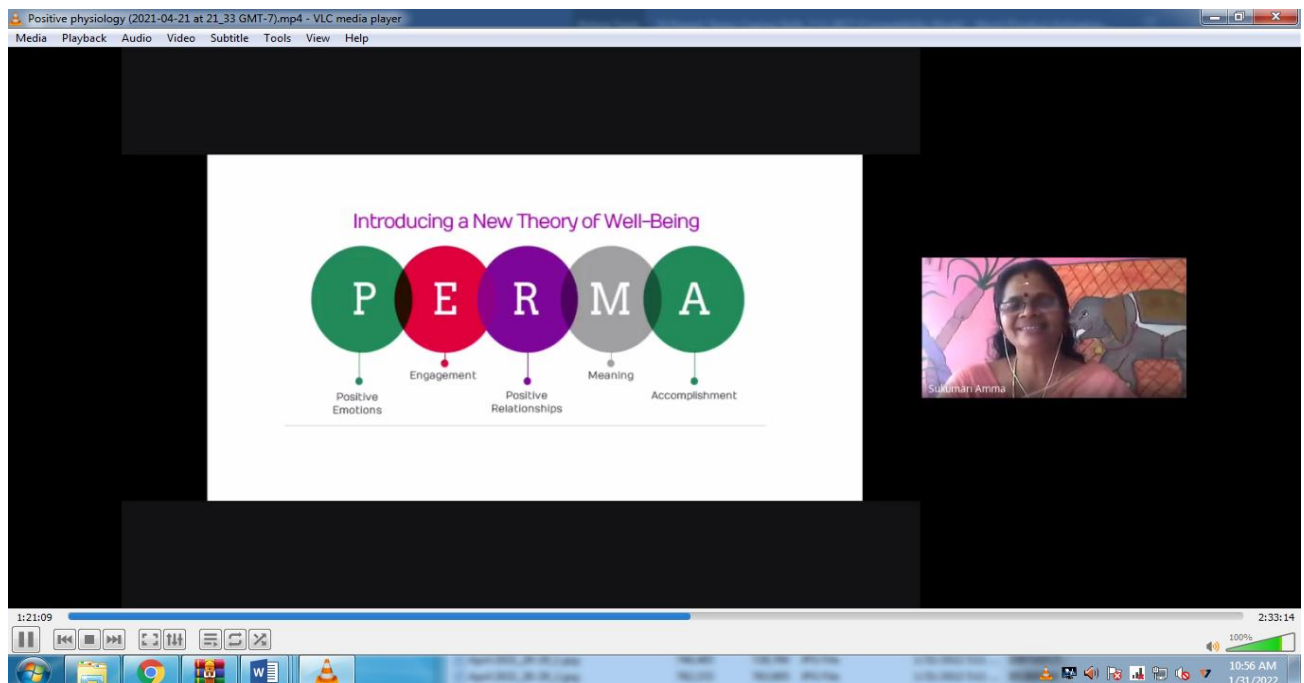 Positive physiology (2021-04-21 at 21_33 GMT-7).mp4 - VLC media player
Media Playback Audio Video Subtitle Tools View Help
Introducing a New Theory of Well-Being
P E R M A
Positive
Emotions
Engagement
Positive
Relationships
Meaning
Accomplishment
Sukumari Amma
1:21:09
2:33:14
100%
W
10:56 AM
1/31/2022